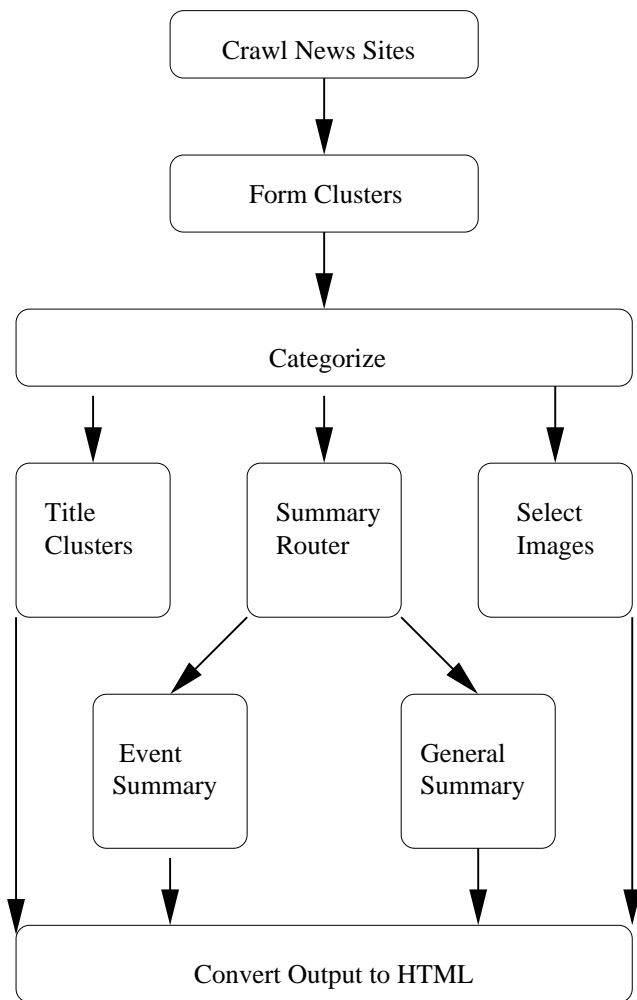 Crawl News Sites
Form Clusters
Categorize
Title
Clusters
Summary
Router
Select
Images
Event
Summary
General
Summary
Convert Output to HTML